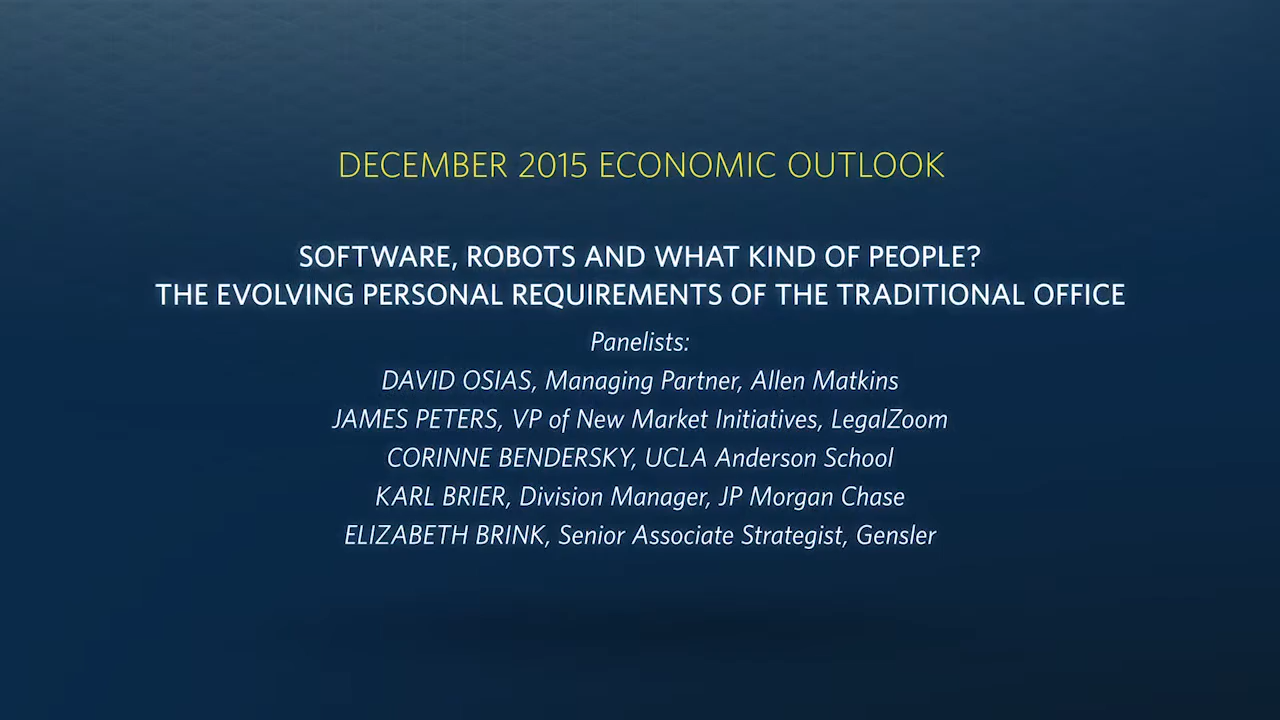 DECEMBER 2015 ECONOMIC OUTLOOK
SOFTWARE, ROBOTS AND WHAT KIND OF PEOPLE?
THE EVOLVING PERSONAL REQUIREMENTS OF THE TRADITIONAL OFFICE
Panelists:
DAVID OSIAS, Managing Partner, Allen Matkins
JAMES PETERS, VP of New Market Initiatives, LegalZoom
CORINNE BENDERSKY, UCLA Anderson School
KARL BRIER, Division Manager, JP Morgan Chase
ELIZABETH BRINK, Senior Associate Strategist, Gensler